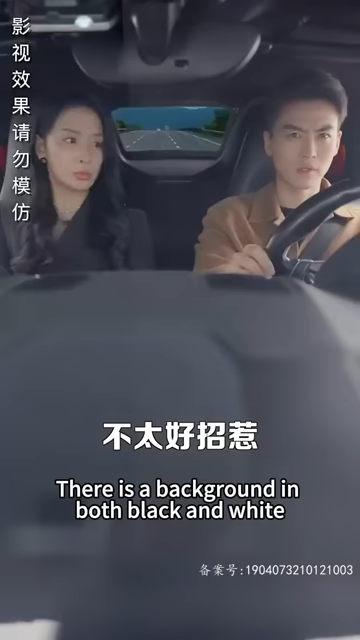 影视效果请勿模仿
不太好招惹
There is a background in
both black and white
备案号:1904073210121003